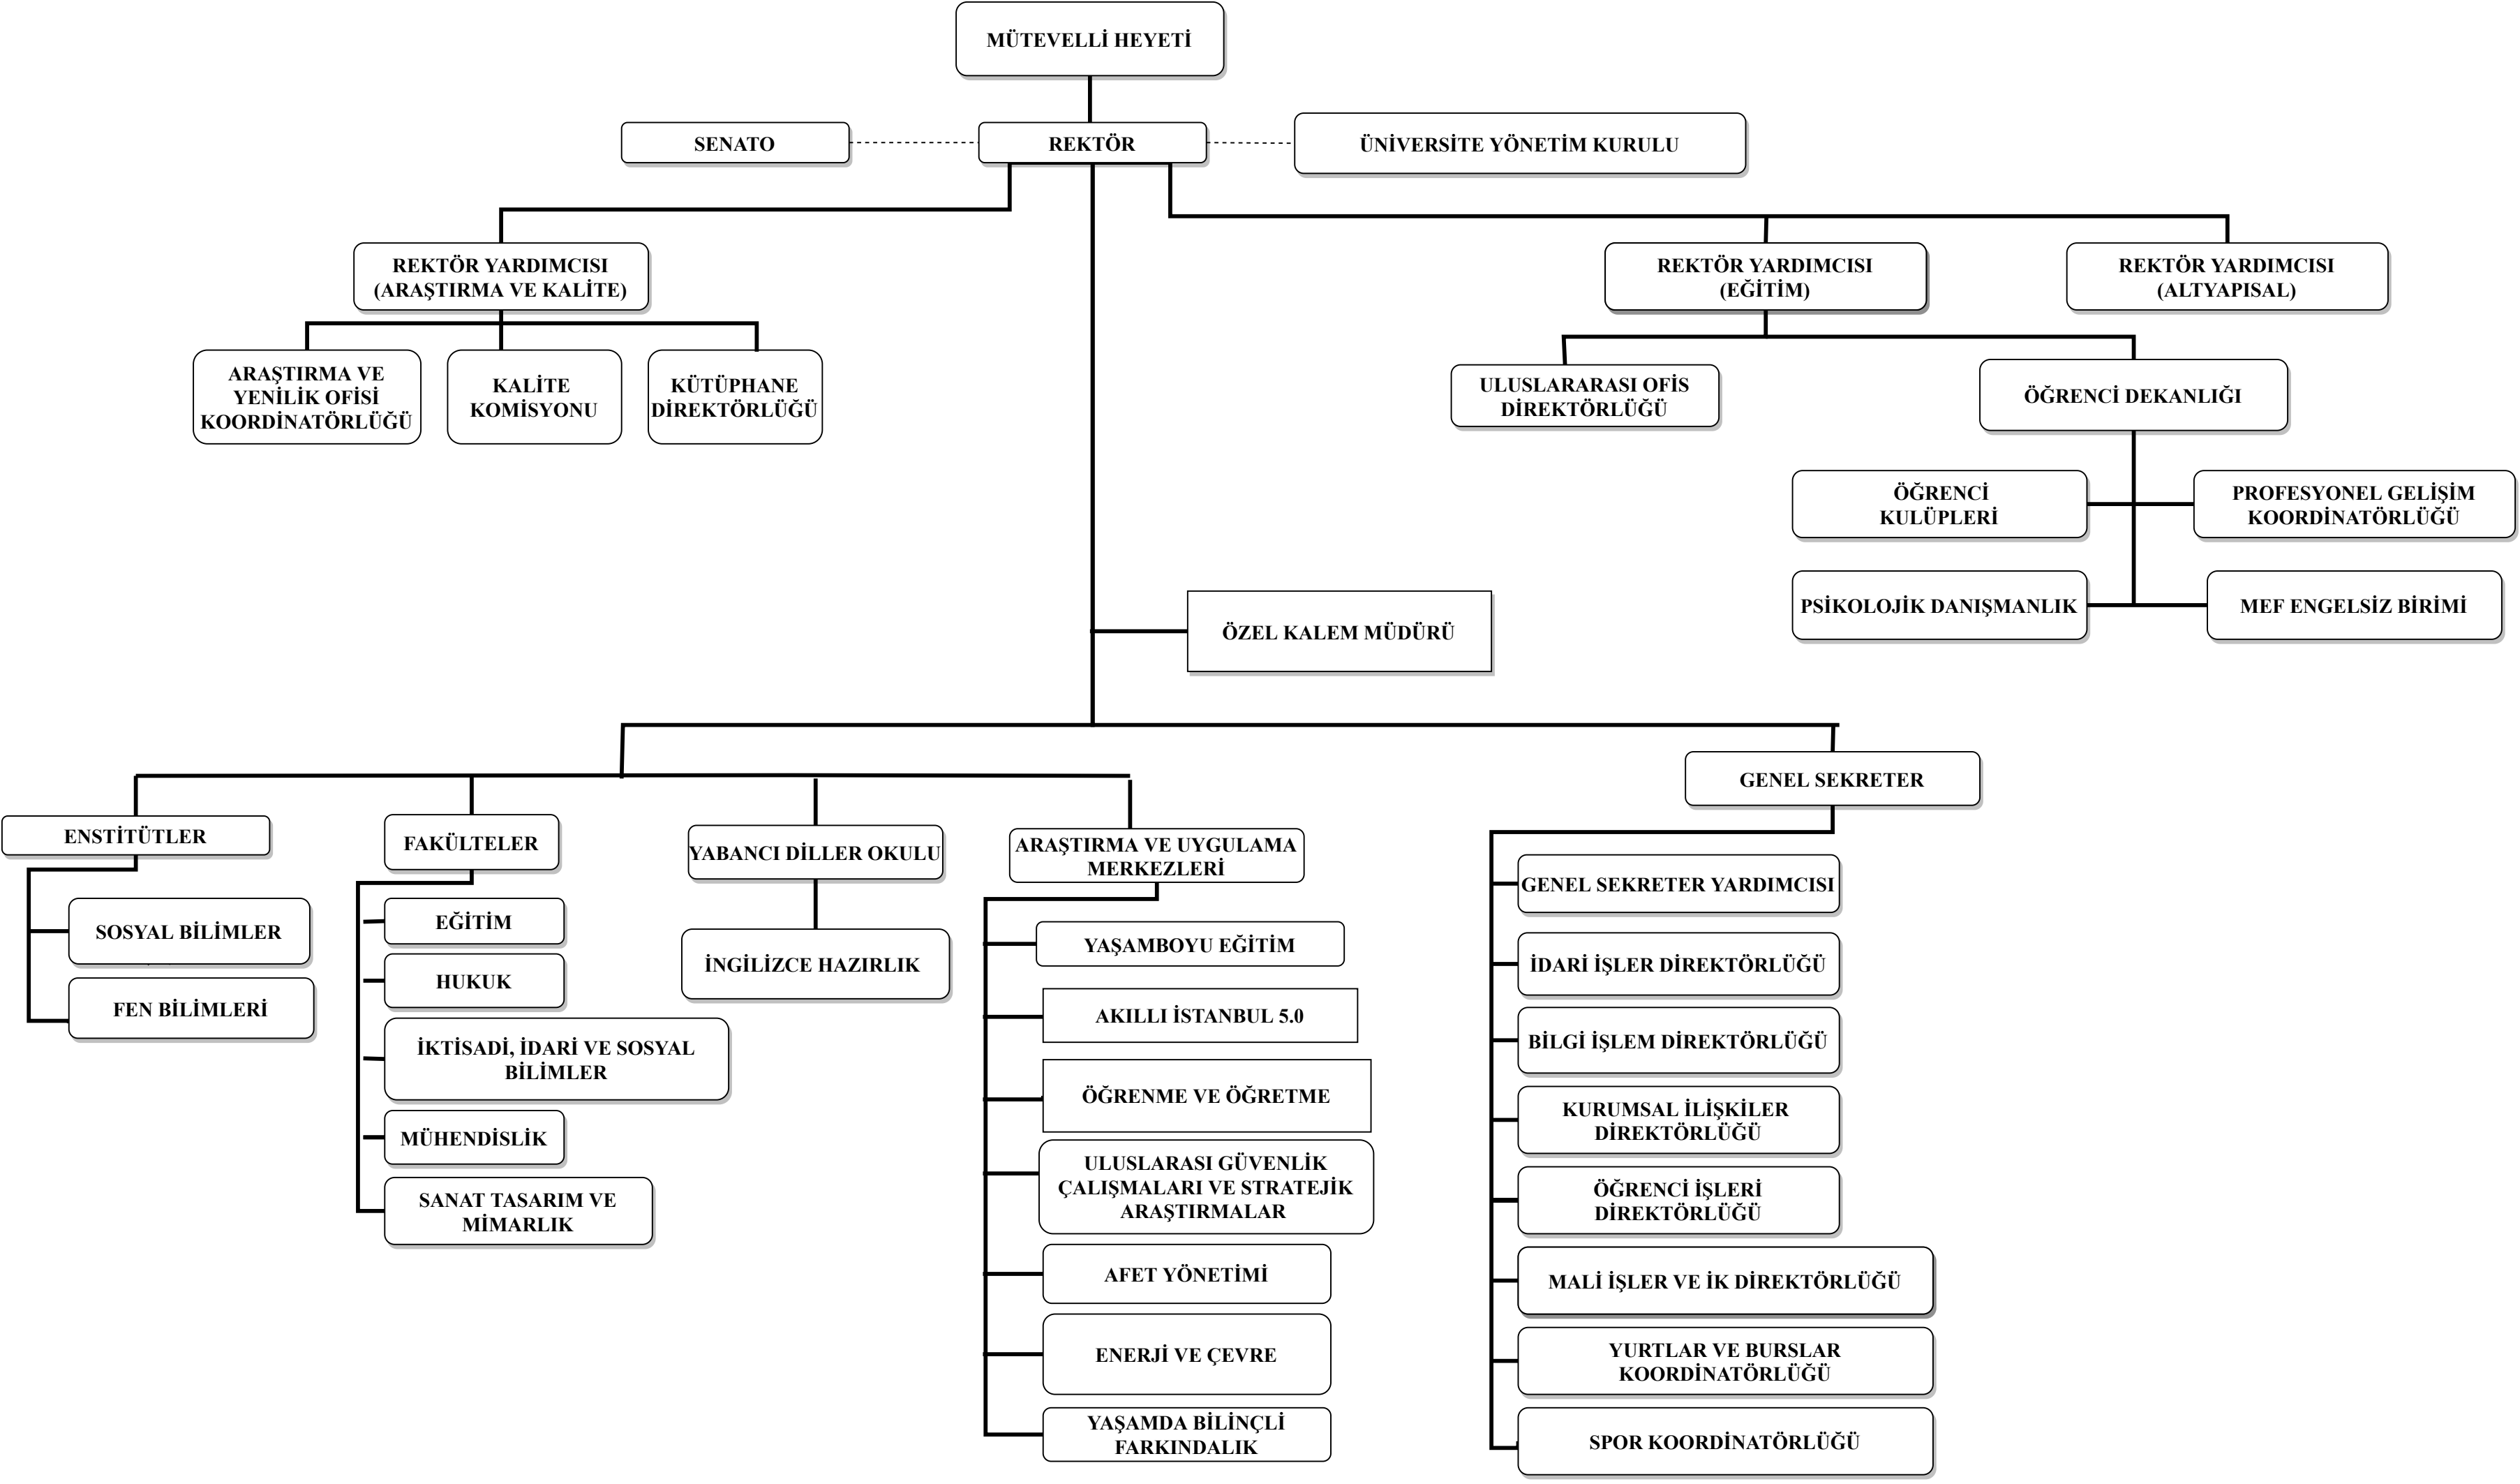 MÜTEVELLİ HEYETİ
SENATO
REKTÖR
ÜNİVERSİTE YÖNETİM KURULU
REKTÖR YARDIMCISI
(ARAŞTIRMA VE KALİTE)
REKTÖR YARDIMCISI
(EĞİTİM)
REKTÖR YARDIMCISI
(ALTYAPISAL)
ARAŞTIRMA VE
YENİLİK OFİSİ
KOORDİNATÖRLÜĞÜ
KALİTE
KOMİSYONU
KÜTÜPHANE
DİREKTÖRLÜĞÜ
ULUSLARARASI OFİS
DİREKTÖRLÜĞÜ
ÖĞRENCİ DEKANLIĞI
ÖĞRENCİ
KULÜPLERİ
PROFESYONEL GELİŞİM
KOORDİNATÖRLÜĞÜ
PSİKOLOJİK DANIŞMANLIK
MEF ENGELSİZ BİRİMİ
ÖZEL KALEM MÜDÜRÜ
GENEL SEKRETER
ENSTİTÜTLER
SOSYAL BİLİMLER
FEN BİLİMLERİ
FAKÜLTELER
EĞİTİM
HUKUK
İKTİSADİ, İDARİ VE SOSYAL
BİLİMLER
MÜHENDİSLİK
SANAT TASARIM VE
MİMARLIK
YABANCI DİLLER OKULU
İNGİLİZCE HAZIRLIK
ARAŞTIRMA VE UYGULAMA
MERKEZLERİ
YAŞAMBOYU EĞİTİM
AKILLI İSTANBUL 5.0
ÖĞRENME VE ÖĞRETME
ULUSLARASI GÜVENLİK
ÇALIŞMALARI VE STRATEJİK
ARAŞTIRMALAR
AFET YÖNETİMİ
ENERJİ VE ÇEVRE
YAŞAMDA BİLİNÇLİ
FARKINDALIK
GENEL SEKRETER YARDIMCISI
İDARİ İŞLER DİREKTÖRLÜĞÜ
BİLGİ İŞLEM DİREKTÖRLÜĞÜ
KURUMSAL İLİŞKİLER
DİREKTÖRLÜĞÜ
ÖĞRENCİ İŞLERİ
DİREKTÖRLÜĞÜ
MALİ İŞLER VE İK DİREKTÖRLÜĞÜ
YURTLAR VE BURSLAR
KOORDİNATÖRLÜĞÜ
SPOR KOORDİNATÖRLÜĞÜ